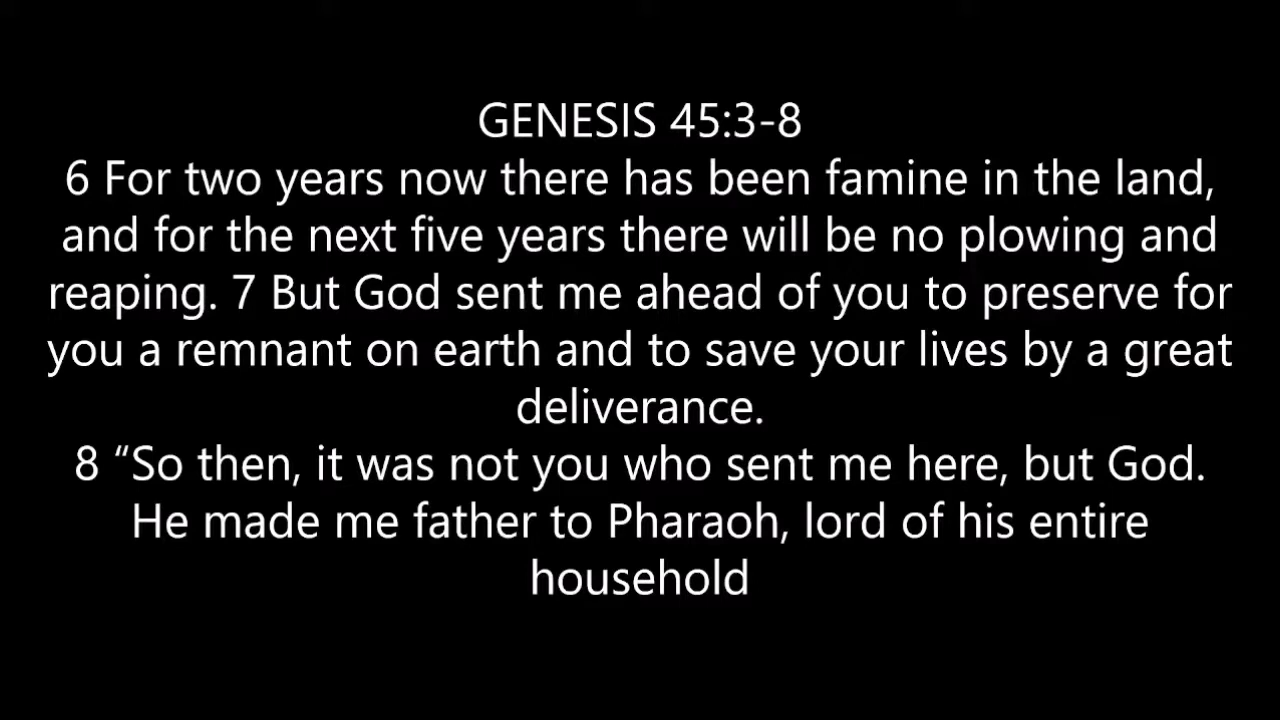 GENESIS 45:3-8
6 For two years now there has been famine in the land,
and for the next five years there will be no plowing and
reaping. 7 But God sent me ahead of you to preserve for
you a remnant on earth and to save your lives by a great
deliverance.
8 “So then, it was not you who sent me here, but God.
He made me father to Pharaoh, lord of his entire
household